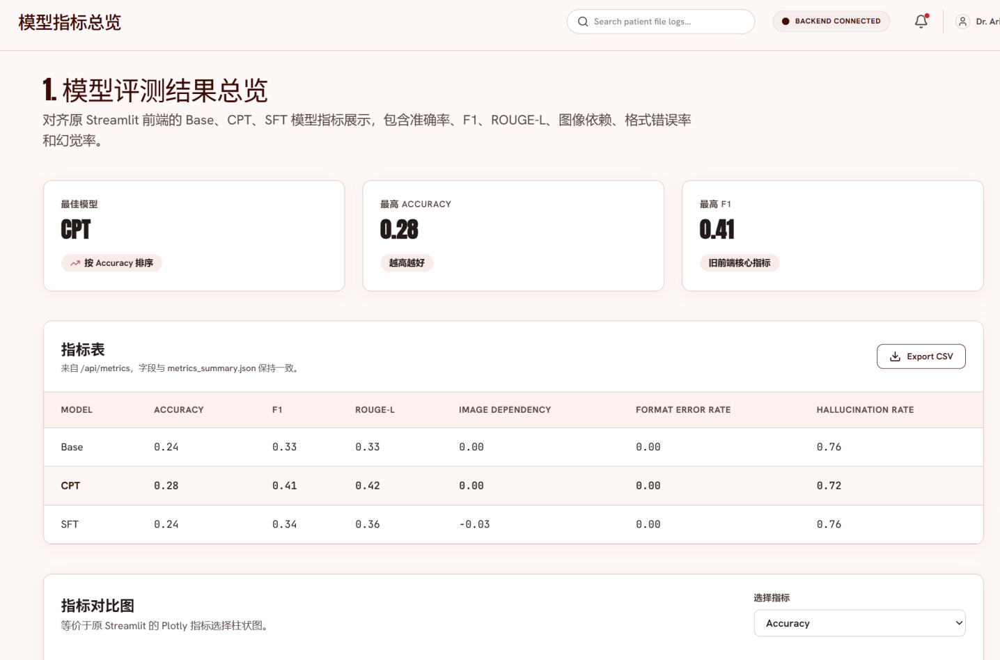 模型指标总览
Search patient file logs...
BACKEND CONNECTED
Dr. Ari
1. 模型评测结果总览
对齐原 Streamlit 前端的 Base、CPT、SFT 模型指标展示，包含准确率、F1、ROUGE-L、图像依赖、格式错误率
和幻觉率。
最佳模型
CPT
按 Accuracy 排序
最高 ACCURACY
0.28
越高越好
最高 F1
0.41
旧前端核心指标
指标表
来自 /api/metrics，字段与 metrics_summary.json 保持一致。
Export CSV
MODEL ACCURACY F1 ROUGE-L IMAGE DEPENDENCY FORMAT ERROR RATE HALLUCINATION RATE
Base 0.24 0.33 0.33 0.00 0.00 0.76
CPT 0.28 0.41 0.42 0.00 0.00 0.72
SFT 0.24 0.34 0.36 -0.03 0.00 0.76
指标对比图
等价于原 Streamlit 的 Plotly 指标选择柱状图。
选择指标
Accuracy